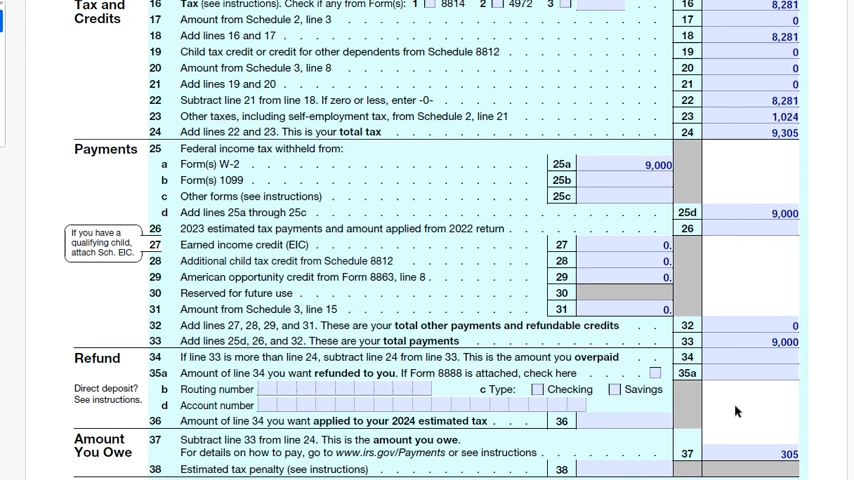 Tax and Credits
16 Tax (see instructions). Check if any from Form(s): 1 8814 2 4972 3 16 8,281
17 Amount from Schedule 2, line 3 17 0
18 Add lines 16 and 17 18 8,281
19 Child tax credit or credit for other dependents from Schedule 8812 19 0
20 Amount from Schedule 3, line 8 20 0
21 Add lines 19 and 20 21 0
22 Subtract line 21 from line 18. If zero or less, enter -0- 22 8,281
23 Other taxes, including self-employment tax, from Schedule 2, line 21 23 1,024
24 Add lines 22 and 23. This is your total tax 24 9,305
Payments 25 Federal income tax withheld from:
a Form(s) W-2 25a 9,000
b Form(s) 1099 25b
c Other forms (see instructions) 25c
d Add lines 25a through 25c 25d 9,000
26 2023 estimated tax payments and amount applied from 2022 return 26
If you have a qualifying child, attach Sch. EIC.
27 Earned income credit (EIC) 27 0.
28 Additional child tax credit from Schedule 8812 28 0.
29 American opportunity credit from Form 8863, line 8 29 0.
30 Reserved for future use 30
31 Amount from Schedule 3, line 15 31 0.
32 Add lines 27, 28, 29, and 31. These are your total other payments and refundable credits 32 0
33 Add lines 25d, 26, and 32. These are your total payments 33 9,000
Refund 34 If line 33 is more than line 24, subtract line 24 from line 33. This is the amount you overpaid 34
35a Amount of line 34 you want refunded to you. If Form 8888 is attached, check here 35a
Direct deposit? See instructions.
b Routing number c Type: Checking Savings
d Account number
36 Amount of line 34 you want applied to your 2024 estimated tax 36
Amount You Owe
37 Subtract line 33 from line 24. This is the amount you owe.
For details on how to pay, go to www.irs.gov/Payments or see instructions 37 305
38 Estimated tax penalty (see instructions) 38